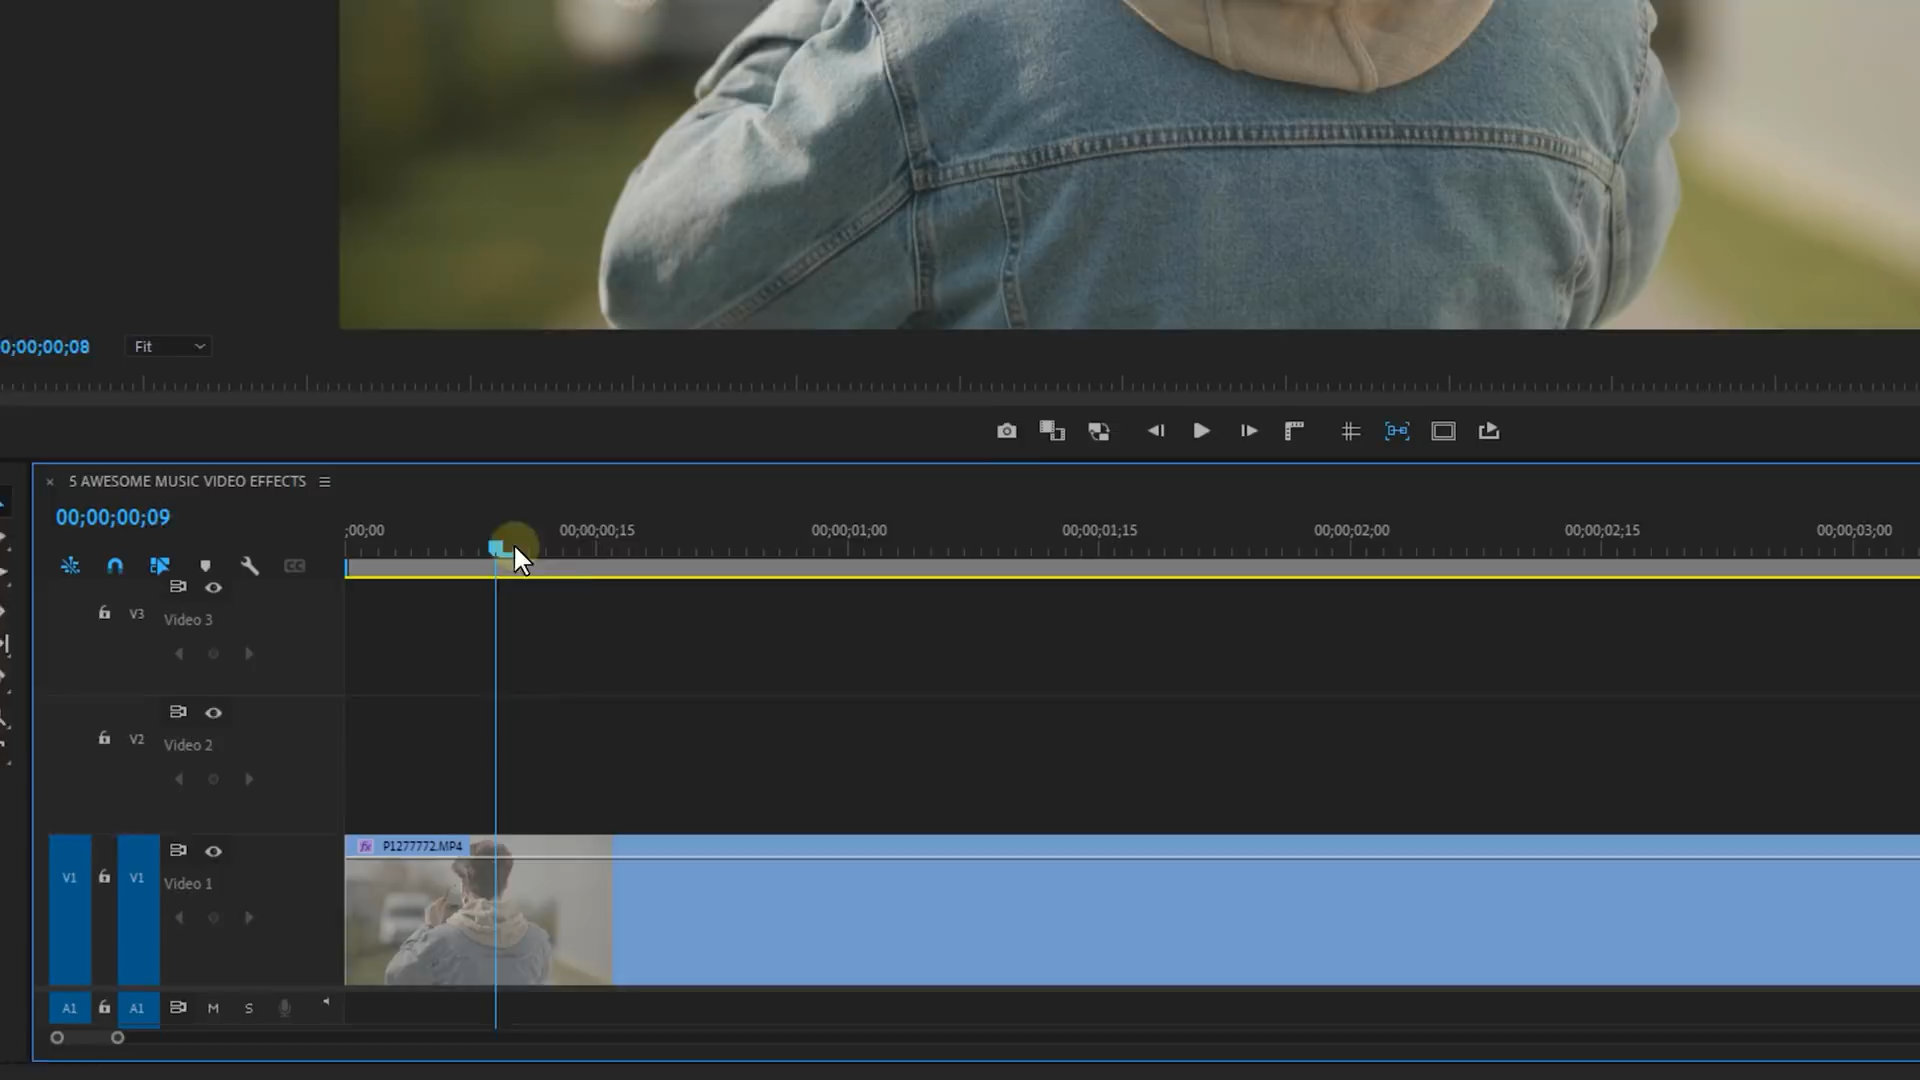 0;00;00;08
Fit
5 AWESOME MUSIC VIDEO EFFECTS
00;00;00;09
;00;00
00;00;00;15
00;00;01;00
00;00;01;15
00;00;02;00
00;00;02;15
00;00;03;00
CC
V3
Video 3
V2
Video 2
fx P1277772.MP4
V1
V1
Video 1
A1
A1
M
S